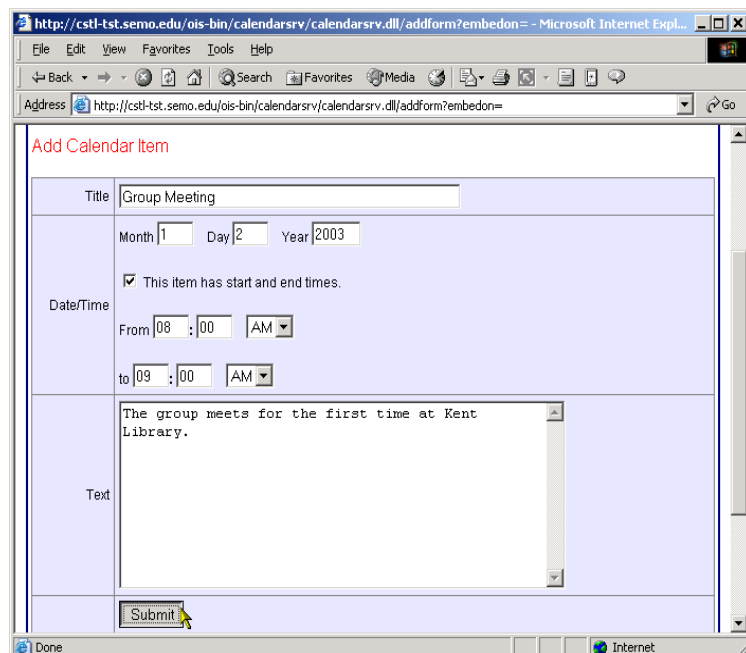 http://cstl-tst.semo.edu/ois-bin/calendarsrv/calendarsrv.dll/addform?embedon= - Microsoft Internet Expl...
File Edit View Favorites Tools Help
Back Search Favorites Media
Address http://cstl-tst.semo.edu/ois-bin/calendarsrv/calendarsrv.dll/addform?embedon= Go
Add Calendar Item
Title Group Meeting
Month 1 Day 2 Year 2003
This item has start and end times.
Date/Time
From 08 : 00 AM
to 09 : 00 AM
The group meets for the first time at Kent
Library.
Text
Submit
Done Internet